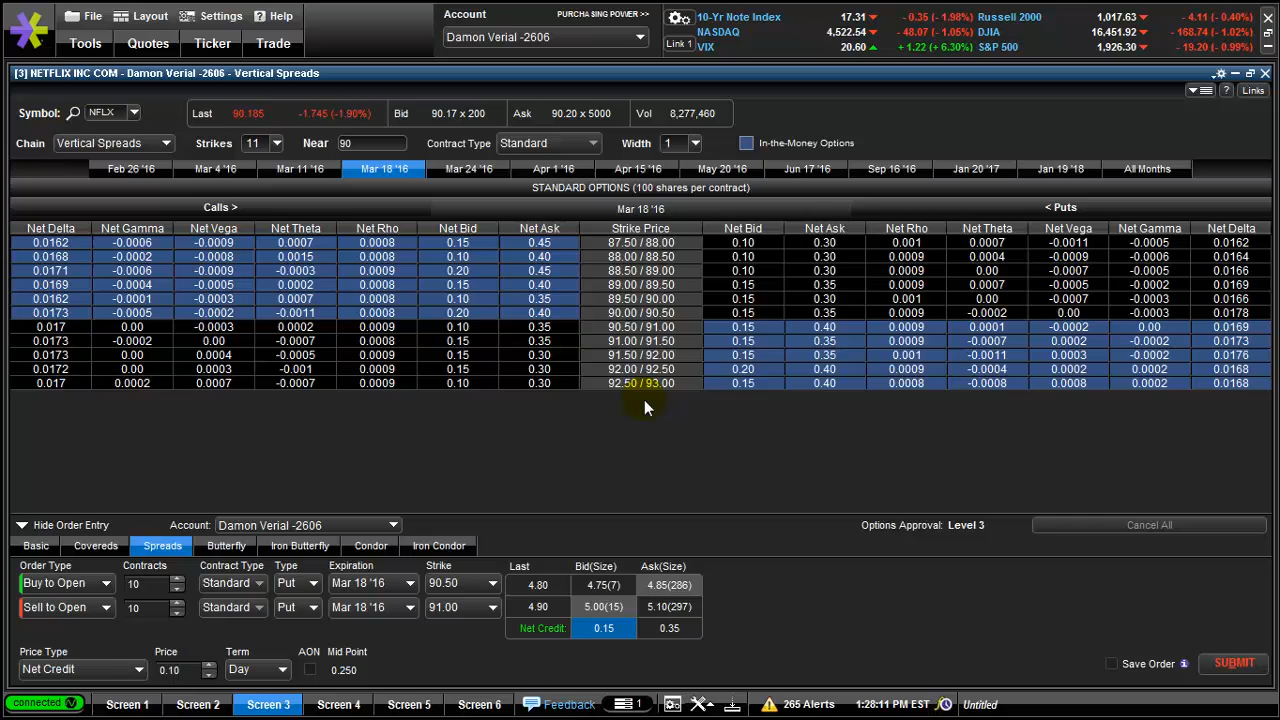 File Layout Settings ? Help
Tools Quotes Ticker Trade
Account PURCHASING POWER >>
Damon Verial -2606
Link 1
10-Yr Note Index 17.31 - 0.35 (- 1.98%) Russell 2000 1,017.63 - 4.11 (- 0.40%)
NASDAQ 4,522.54 - 48.07 (- 1.05%) DJIA 16,451.92 - 168.74 (- 1.02%)
VIX 20.60 + 1.22 (+ 6.30%) S&P 500 1,926.30 - 19.20 (- 0.99%)
[3] NETFLIX INC COM - Damon Verial -2606 - Vertical Spreads
? Links
Symbol: NFLX Last 90.185 -1.745 (-1.90%) Bid 90.17 x 200 Ask 90.20 x 5000 Vol 8,277,460
Chain Vertical Spreads Strikes 11 Near 90 Contract Type Standard Width 1 In-the-Money Options
Feb 26 '16 Mar 4 '16 Mar 11 '16 Mar 18 '16 Mar 24 '16 Apr 1 '16 Apr 15 '16 May 20 '16 Jun 17 '16 Sep 16 '16 Jan 20 '17 Jan 19 '18 All Months
STANDARD OPTIONS (100 shares per contract)
Calls > Mar 18 '16 < Puts
Net Delta Net Gamma Net Vega Net Theta Net Rho Net Bid Net Ask Strike Price Net Bid Net Ask Net Rho Net Theta Net Vega Net Gamma Net Delta
0.0162 -0.0006 -0.0009 0.0007 0.0008 0.15 0.45 87.50 / 88.00 0.10 0.30 0.001 0.0007 -0.0011 -0.0005 0.0162
0.0168 -0.0002 -0.0009 0.0015 0.0009 0.10 0.40 88.00 / 88.50 0.10 0.30 0.0009 0.0004 -0.0009 -0.0006 0.0164
0.0171 -0.0006 -0.0009 -0.0003 0.0008 0.20 0.45 88.50 / 89.00 0.10 0.30 0.0009 0.00 -0.0007 -0.0005 0.0166
0.0169 -0.0004 -0.0005 0.0002 0.0008 0.15 0.40 89.00 / 89.50 0.15 0.30 0.0009 0.0007 -0.0005 -0.0002 0.0164
0.0162 -0.0001 -0.0003 0.0007 0.0008 0.10 0.35 89.50 / 90.00 0.10 0.30 0.001 0.00 -0.0004 -0.0003 0.0166
0.0173 -0.0005 -0.0002 -0.0011 0.0008 0.20 0.40 90.00 / 90.50 0.15 0.35 0.0009 -0.0002 0.00 -0.0003 0.0178
0.017 0.00 -0.0003 0.0002 0.0008 0.10 0.35 90.50 / 91.00 0.15 0.40 0.0009 0.0001 -0.0002 0.00 0.0169
0.0173 -0.0002 0.00 -0.0007 0.0008 0.15 0.35 91.00 / 91.50 0.15 0.35 0.0009 -0.0007 0.0002 -0.0002 0.0173
0.0173 0.00 0.0004 -0.0005 0.0008 0.15 0.30 91.50 / 92.00 0.15 0.35 0.001 -0.0011 0.0002 -0.0003 0.0176
0.0172 0.0002 0.0003 -0.001 0.0008 0.15 0.30 92.00 / 92.50 0.20 0.40 0.0009 -0.0004 0.0003 0.0002 0.0168
0.017 0.0002 0.0007 -0.0007 0.0008 0.10 0.30 92.50 / 93.00 0.15 0.40 0.0008 -0.0008 0.0008 0.0002 0.0168
Hide Order Entry Account: Damon Verial -2606 Options Approval: Level 3 Cancel All
Basic Covereds Spreads Butterfly Iron Butterfly Condor Iron Condor
Order Type Contracts Contract Type Type Expiration Strike Last Bid(Size) Ask(Size)
Buy to Open 10 Standard Put Mar 18 '16 90.50 4.80 4.75(7) 4.85(286)
Sell to Open 10 Standard Put Mar 18 '16 91.00 4.90 5.00(15) 5.10(297)
Net Credit: 0.15 0.35
Price Type Price Term AON Mid Point
Net Credit 0.10 Day 0.250 Save Order SUBMIT
connected Screen 1 Screen 2 Screen 3 Screen 4 Screen 5 Screen 6 Feedback 1 265 Alerts 1:28:11 PM EST Untitled